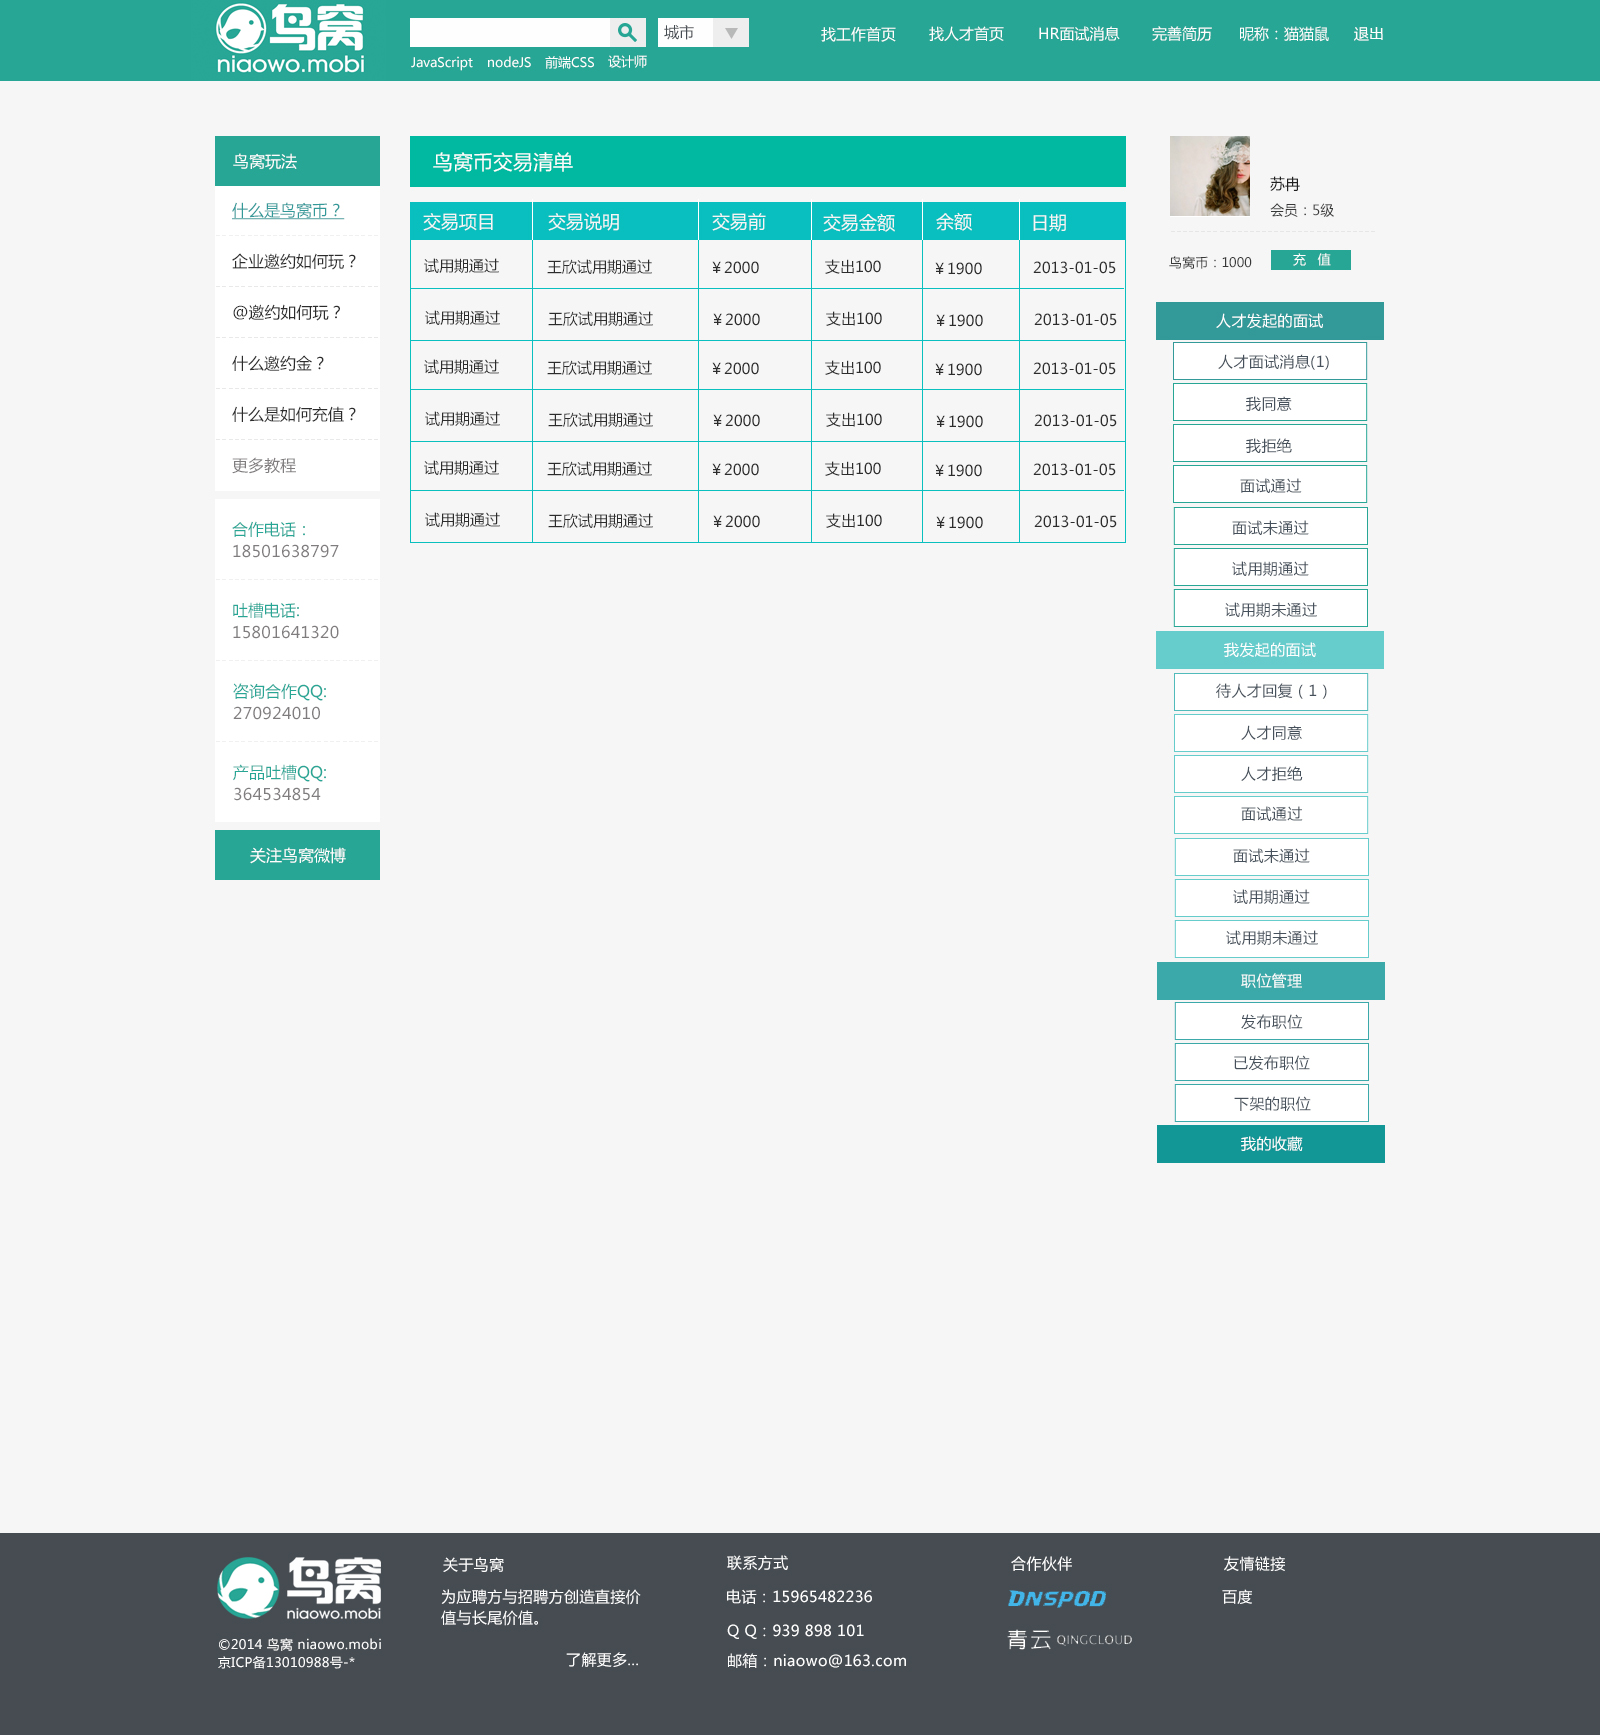 鸟窝
niaowo.mobi
城市
JavaScript nodeJS 前端CSS 设计师
找工作首页 找人才首页 HR面试消息 完善简历 昵称：猫猫鼠 退出
鸟窝玩法
什么是鸟窝币？
企业邀约如何玩？
@邀约如何玩？
什么邀约金？
什么是如何充值？
更多教程
合作电话：
18501638797
吐槽电话:
15801641320
咨询合作QQ:
270924010
产品吐槽QQ:
364534854
关注鸟窝微博
鸟窝币交易清单
交易项目 交易说明 交易前 交易金额 余额 日期
试用期通过 王欣试用期通过 ￥2000 支出100 ￥1900 2013-01-05
试用期通过 王欣试用期通过 ￥2000 支出100 ￥1900 2013-01-05
试用期通过 王欣试用期通过 ￥2000 支出100 ￥1900 2013-01-05
试用期通过 王欣试用期通过 ￥2000 支出100 ￥1900 2013-01-05
试用期通过 王欣试用期通过 ￥2000 支出100 ￥1900 2013-01-05
试用期通过 王欣试用期通过 ￥2000 支出100 ￥1900 2013-01-05
苏冉
会员：5级
鸟窝币：1000 充 值
人才发起的面试
人才面试消息(1)
我同意
我拒绝
面试通过
面试未通过
试用期通过
试用期未通过
我发起的面试
待人才回复（1）
人才同意
人才拒绝
面试通过
面试未通过
试用期通过
试用期未通过
职位管理
发布职位
已发布职位
下架的职位
我的收藏
鸟窝
niaowo.mobi
©2014 鸟窝 niaowo.mobi
京ICP备13010988号-*
关于鸟窝
为应聘方与招聘方创造直接价
值与长尾价值。
了解更多...
联系方式
电话：15965482236
Q Q：939 898 101
邮箱：niaowo@163.com
合作伙伴
DNSPOD
青云 QINGCLOUD
友情链接
百度